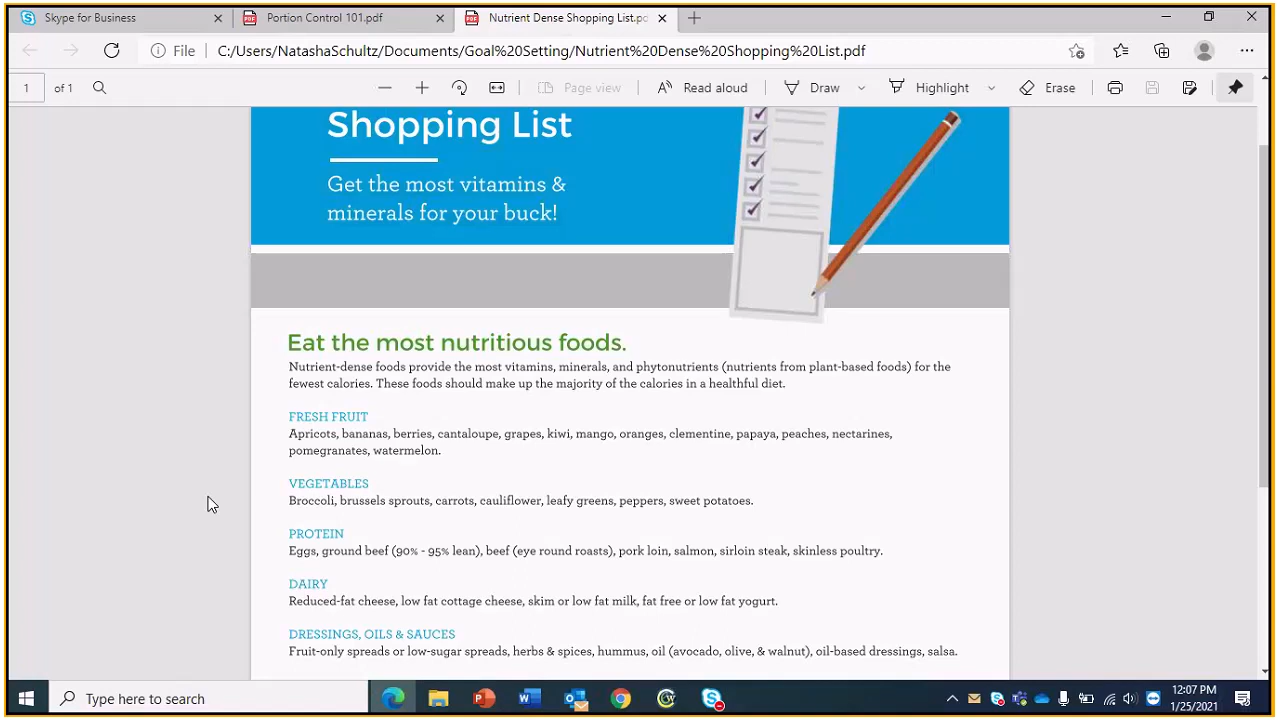 Skype for Business
Portion Control 101.pdf
Nutrient Dense Shopping List.pd
File
C:/Users/NatashaSchultz/Documents/Goal%20Setting/Nutrient%20Dense%20Shopping%20List.pdf
1 of 1
Page view
Read aloud
Draw
Highlight
Erase
Shopping List
Get the most vitamins &
minerals for your buck!
Eat the most nutritious foods.
Nutrient-dense foods provide the most vitamins, minerals, and phytonutrients (nutrients from plant-based foods) for the
fewest calories. These foods should make up the majority of the calories in a healthful diet.
FRESH FRUIT
Apricots, bananas, berries, cantaloupe, grapes, kiwi, mango, oranges, clementine, papaya, peaches, nectarines,
pomegranates, watermelon.
VEGETABLES
Broccoli, brussels sprouts, carrots, cauliflower, leafy greens, peppers, sweet potatoes.
PROTEIN
Eggs, ground beef (90% - 95% lean), beef (eye round roasts), pork loin, salmon, sirloin steak, skinless poultry.
DAIRY
Reduced-fat cheese, low fat cottage cheese, skim or low fat milk, fat free or low fat yogurt.
DRESSINGS, OILS & SAUCES
Fruit-only spreads or low-sugar spreads, herbs & spices, hummus, oil (avocado, olive, & walnut), oil-based dressings, salsa.
Type here to search
12:07 PM
1/25/2021